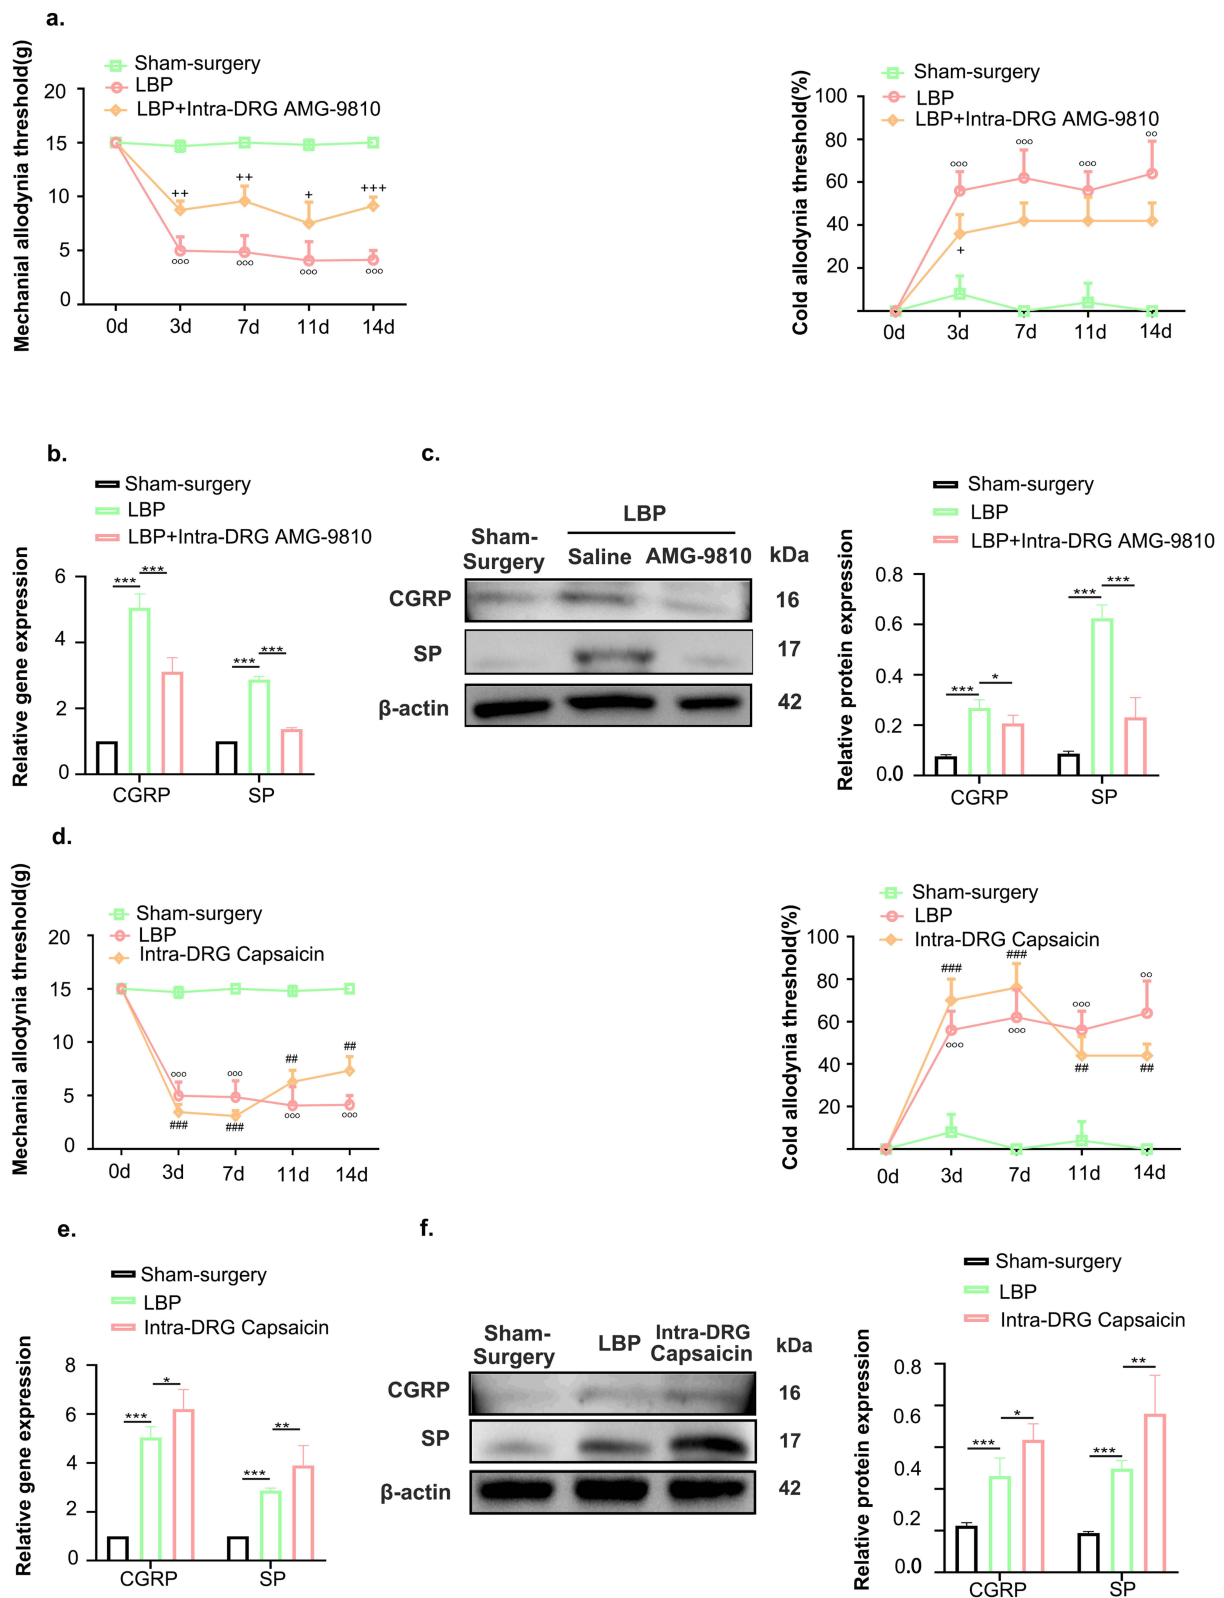 a.
Mechanial allodynia threshold(g)
Sham-surgery
LBP
LBP+Intra-DRG AMG-9810
20
15
10
5
0
++
++
+
+++
°°°
°°°
°°°
°°°
0d 3d 7d 11d 14d
Cold allodynia threshold(%)
Sham-surgery
LBP
LBP+Intra-DRG AMG-9810
100
80
60
40
20
°°°
°°°
°°°
°°
+
0d 3d 7d 11d 14d
b.
Relative gene expression
Sham-surgery
LBP
LBP+Intra-DRG AMG-9810
6
4
2
0
*** ***
*** ***
CGRP SP
c.
LBP
Sham-
Surgery
Saline AMG-9810 kDa
CGRP 16
SP 17
β-actin 42
Relative protein expression
Sham-surgery
LBP
LBP+Intra-DRG AMG-9810
0.8
0.6
0.4
0.2
0.0
*** *
*** ***
CGRP SP
d.
Mechanial allodynia threshold(g)
Sham-surgery
LBP
Intra-DRG Capsaicin
20
15
10
5
0
°°° °°°
## ##
### ###
°°° °°°
0d 3d 7d 11d 14d
Cold allodynia threshold(%)
Sham-surgery
LBP
Intra-DRG Capsaicin
100
80
60
40
20
### ###
°°° °°
°°° °°°
## ##
0d 3d 7d 11d 14d
e.
Relative gene expression
Sham-surgery
LBP
Intra-DRG Capsaicin
8
6
4
2
0
*** *
*** **
CGRP SP
f.
Sham-
Surgery
LBP
Intra-DRG
Capsaicin
kDa
CGRP 16
SP 17
β-actin 42
Relative protein expression
Sham-surgery
LBP
Intra-DRG Capsaicin
0.8
0.6
0.4
0.2
0.0
*** *
*** **
CGRP SP